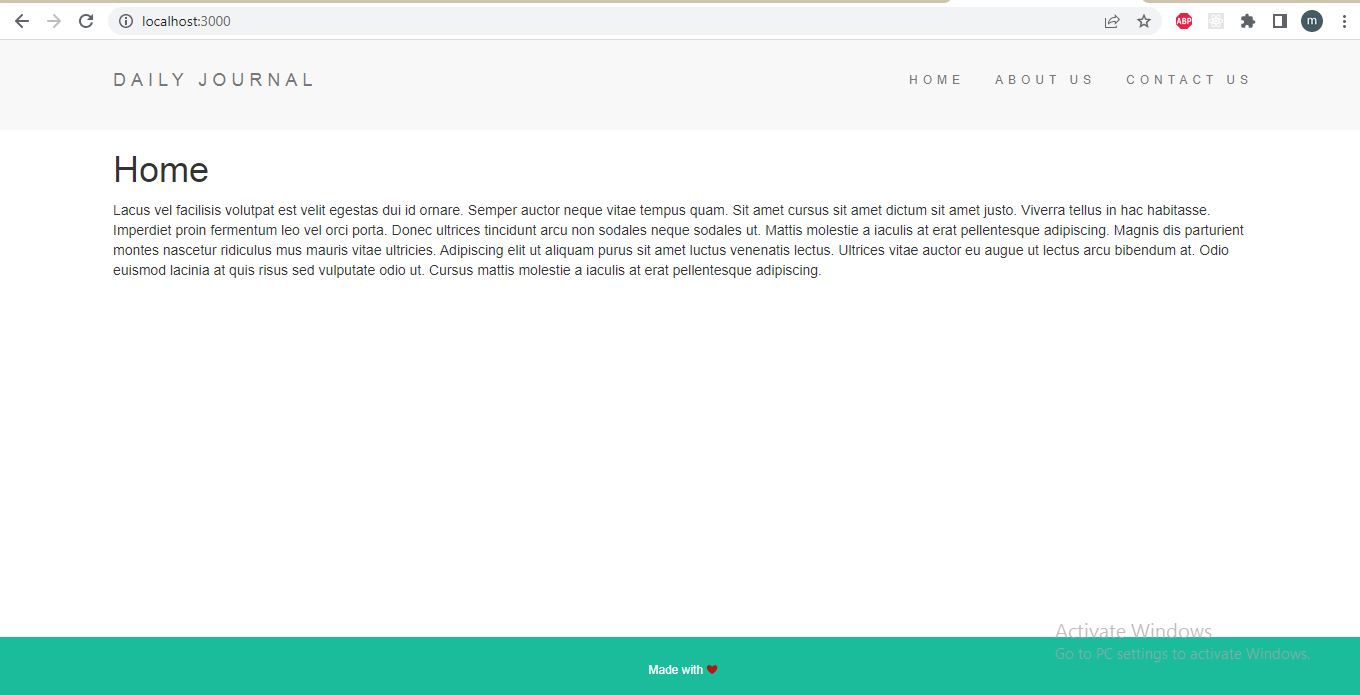 localhost:3000
ABP
m
DAILY JOURNAL
HOME ABOUT US CONTACT US
Home
Lacus vel facilisis volutpat est velit egestas dui id ornare. Semper auctor neque vitae tempus quam. Sit amet cursus sit amet dictum sit amet justo. Viverra tellus in hac habitasse.
Imperdiet proin fermentum leo vel orci porta. Donec ultrices tincidunt arcu non sodales neque sodales ut. Mattis molestie a iaculis at erat pellentesque adipiscing. Magnis dis parturient
montes nascetur ridiculus mus mauris vitae ultricies. Adipiscing elit ut aliquam purus sit amet luctus venenatis lectus. Ultrices vitae auctor eu augue ut lectus arcu bibendum at. Odio
euismod lacinia at quis risus sed vulputate odio ut. Cursus mattis molestie a iaculis at erat pellentesque adipiscing.
Activate Windows
Go to PC settings to activate Windows.
Made with ❤